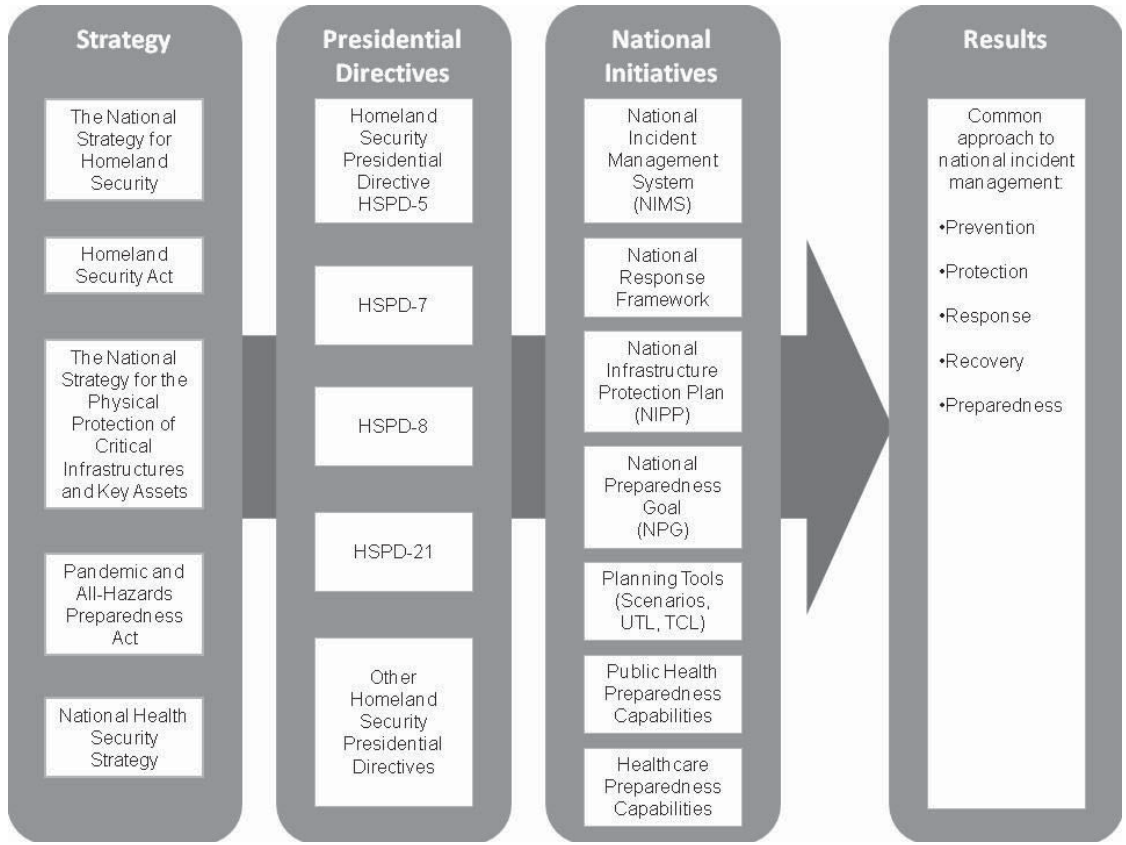 Strategy
The National
Strategy for
Homeland
Security
Homeland
Security Act
The National
Strategy for the
Physical
Protection of
Critical
Infrastructures
and Key Assets
Pandemic and
All-Hazards
Preparedness
Act
National Health
Security
Strategy
Presidential
Directives
Homeland
Security
Presidential
Directive
HSPD-5
HSPD-7
HSPD-8
HSPD-21
Other
Homeland
Security
Presidential
Directives
National
Initiatives
National
Incident
Management
System
(NIMS)
National
Response
Framework
National
Infrastructure
Protection Plan
(NIPP)
National
Preparedness
Goal
(NPG)
Planning Tools
(Scenarios,
UTL, TCL)
Public Health
Preparedness
Capabilities
Healthcare
Preparedness
Capabilities
Results
Common
approach to
national incident
management:
•Prevention
•Protection
•Response
•Recovery
•Preparedness